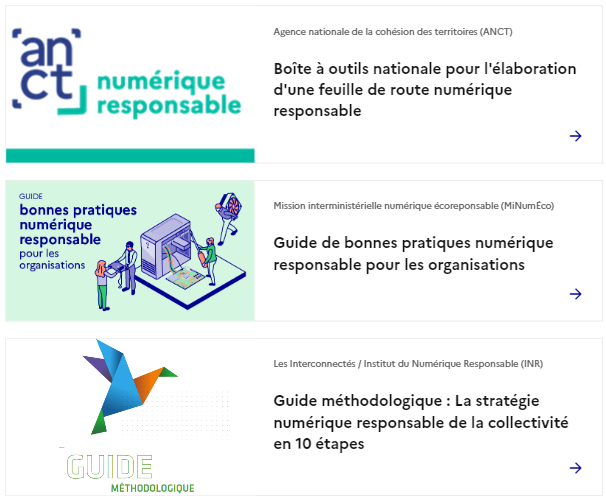 anct
numérique
responsable
Agence nationale de la cohésion des territoires (ANCT)
Boîte à outils nationale pour l'élaboration
d'une feuille de route numérique
responsable
GUIDE
bonnes pratiques
numérique
responsable
pour les
organisations
Mission interministérielle numérique écoreponsable (MiNumÉco)
Guide de bonnes pratiques numérique
responsable pour les organisations
GUIDE
MÉTHODOLOGIQUE
Les Interconnectés / Institut du Numérique Responsable (INR)
Guide méthodologique : La stratégie
numérique responsable de la collectivité
en 10 étapes